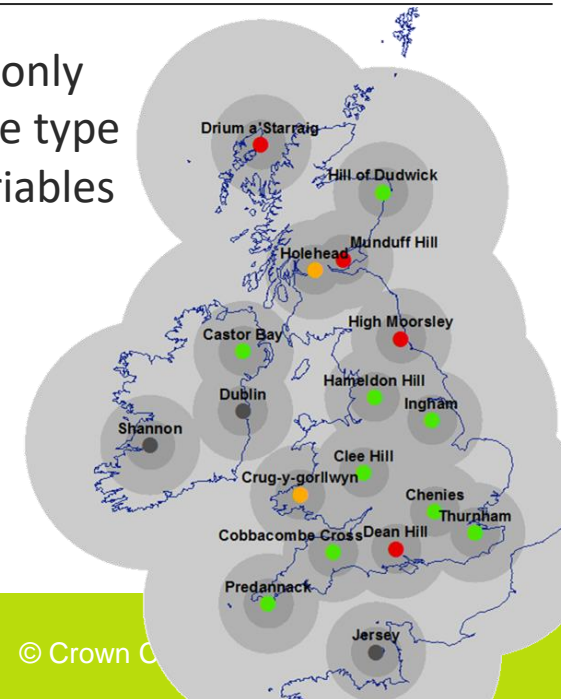 only
e type
riables
Drium a'Starraig
Hill of Dudwick
Munduff Hill
Holehead
High Moorsley
Castor Bay
Hameldon Hill
Dublin
Ingham
Shannon
Clee Hill
Crug-y-gorllwyn
Chenies
Thurnham
Cobbacombe Cross
Dean Hill
Predannack
Jersey
© Crown C